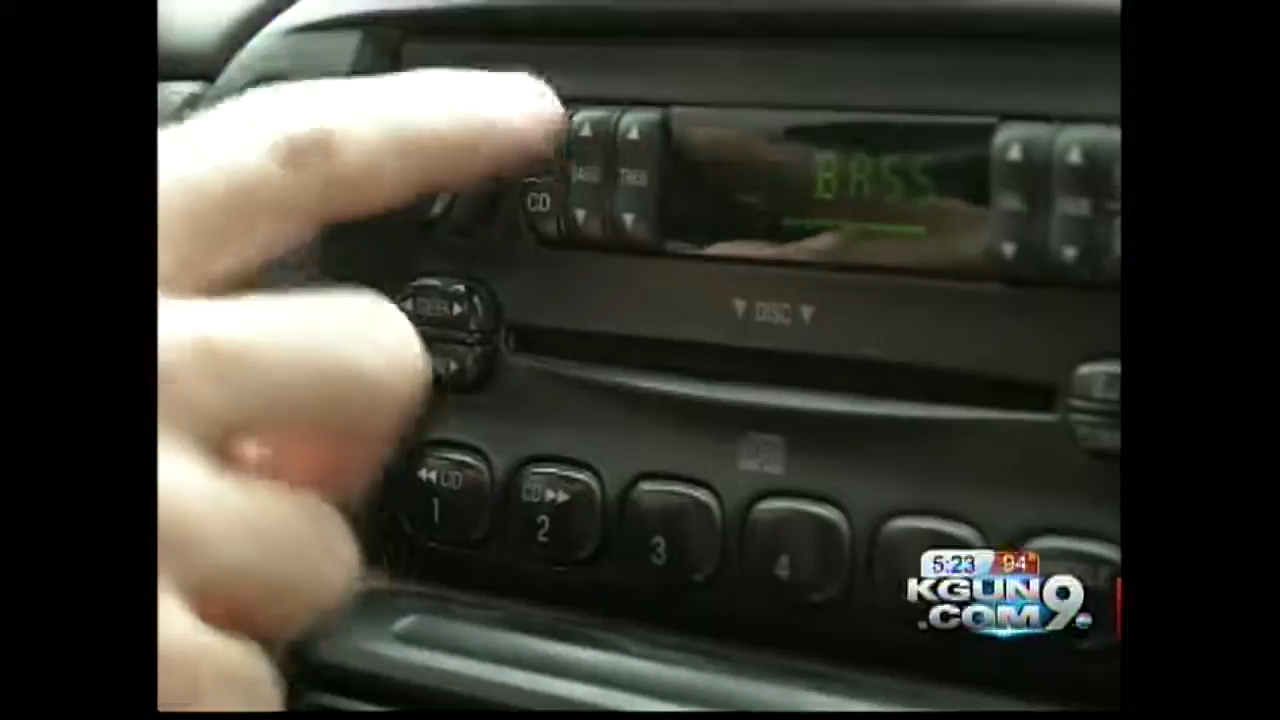 BASS
CD
BASS
TREB
SEEK
▼ DISC ▼
◀◀ CD
1
CD ▶▶
2
3
4
5:23 94°
KGUN9
.COM